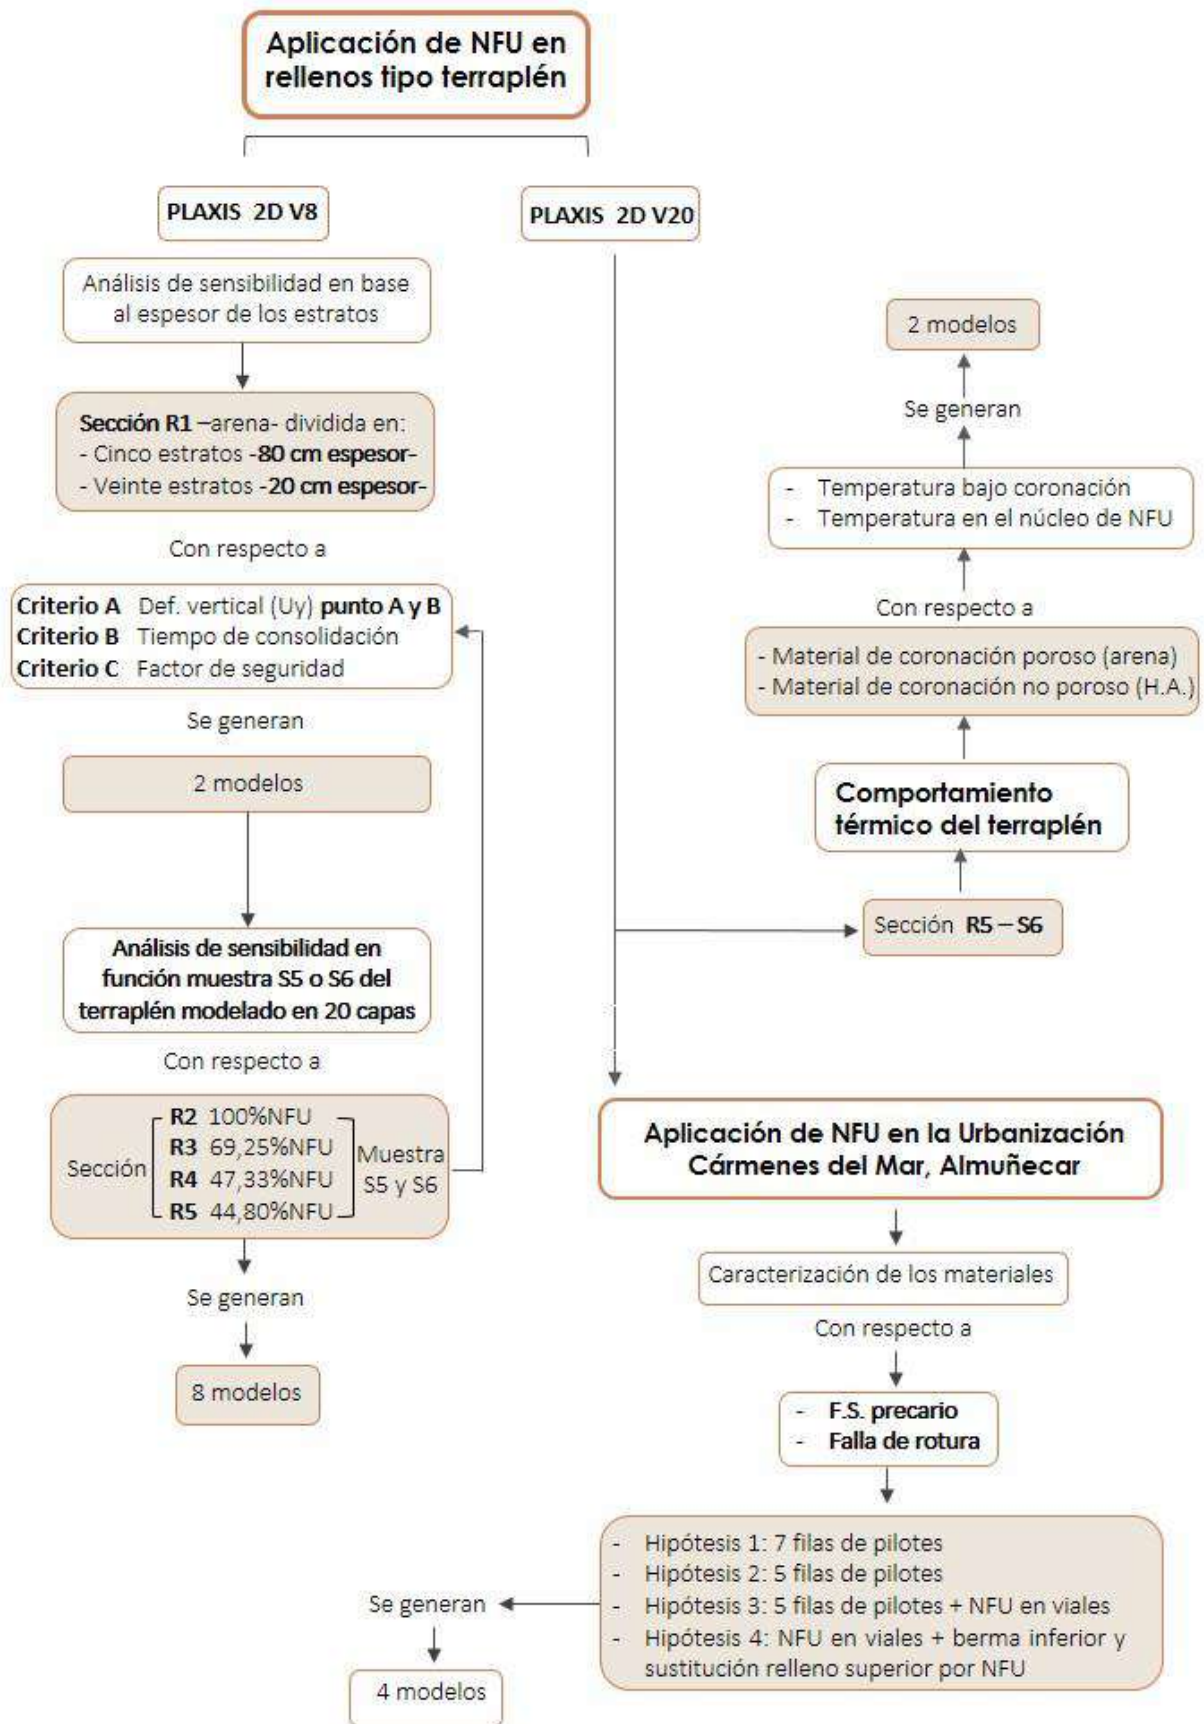 Aplicación de NFU en
rellenos tipo terraplén
PLAXIS 2D V8
Análisis de sensibilidad en base
al espesor de los estratos
Sección R1 –arena- dividida en:
- Cinco estratos -80 cm espesor-
- Veinte estratos -20 cm espesor-
Con respecto a
Criterio A Def. vertical (Uy) punto A y B
Criterio B Tiempo de consolidación
Criterio C Factor de seguridad
Se generan
2 modelos
Análisis de sensibilidad en
función muestra S5 o S6 del
terraplén modelado en 20 capas
Con respecto a
Sección
R2 100%NFU
R3 69,25%NFU
R4 47,33%NFU
R5 44,80%NFU
Muestra
S5 y S6
Se generan
8 modelos
PLAXIS 2D V20
2 modelos
Se generan
- Temperatura bajo coronación
- Temperatura en el núcleo de NFU
Con respecto a
- Material de coronación poroso (arena)
- Material de coronación no poroso (H.A.)
Comportamiento
térmico del terraplén
Sección R5 – S6
Aplicación de NFU en la Urbanización
Cármenes del Mar, Almuñecar
Caracterización de los materiales
Con respecto a
- F.S. precario
- Falla de rotura
- Hipótesis 1: 7 filas de pilotes
- Hipótesis 2: 5 filas de pilotes
- Hipótesis 3: 5 filas de pilotes + NFU en viales
- Hipótesis 4: NFU en viales + berma inferior y
sustitución relleno superior por NFU
Se generan
4 modelos